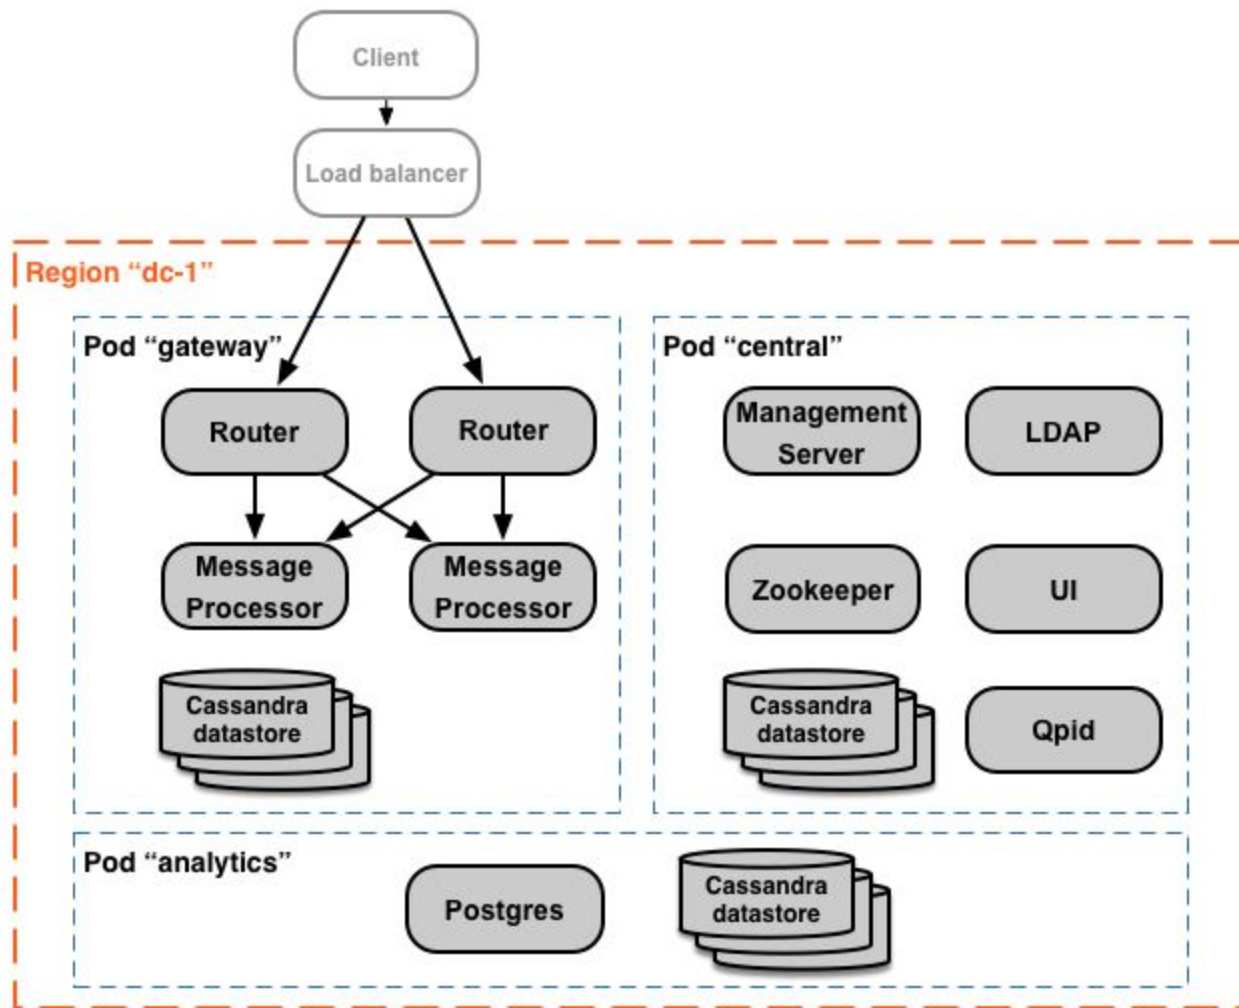 Client
Load balancer
Region “dc-1”
Pod “gateway”
Router
Router
Message
Processor
Message
Processor
Cassandra
datastore
Pod “central”
Management
Server
LDAP
Zookeeper
UI
Cassandra
datastore
Qpid
Pod “analytics”
Postgres
Cassandra
datastore